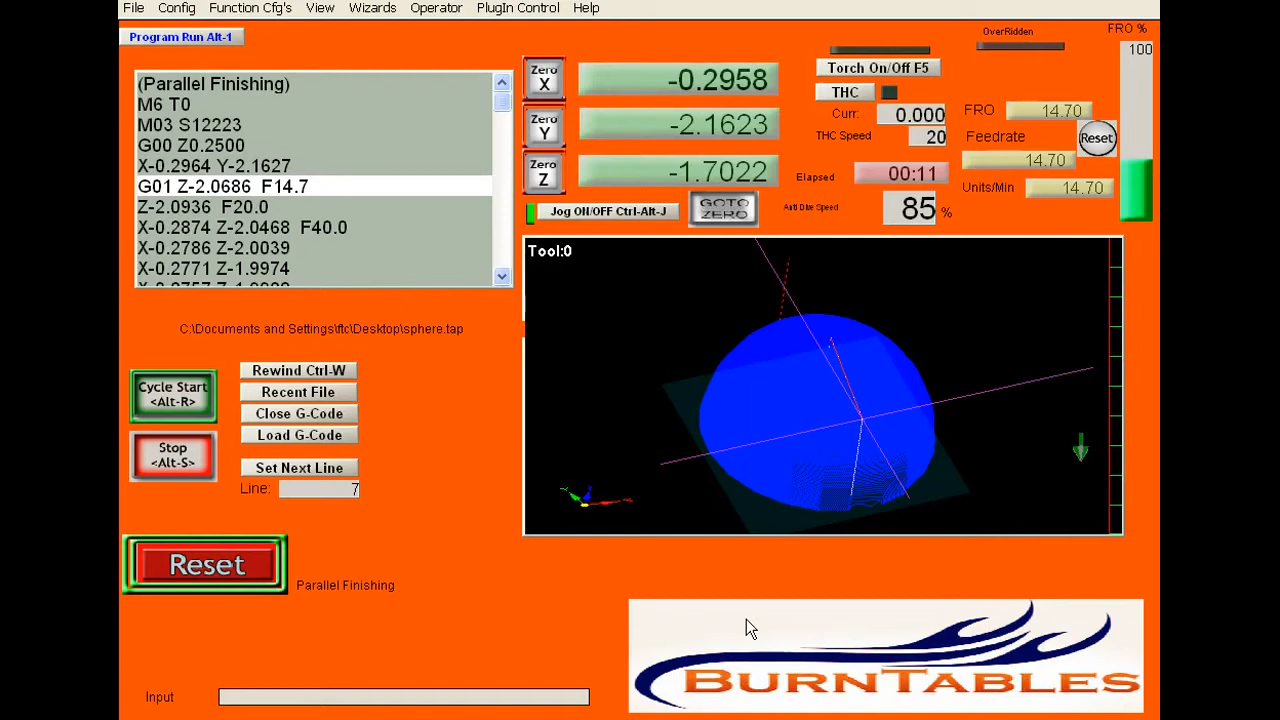 File Config Function Cfg's View Wizards Operator PlugIn Control Help
Program Run Alt-1
(Parallel Finishing)
M6 T0
M03 S12223
G00 Z0.2500
X-0.2964 Y-2.1627
G01 Z-2.0686 F14.7
Z-2.0936 F20.0
X-0.2874 Z-2.0468 F40.0
X-0.2786 Z-2.0039
X-0.2771 Z-1.9974
C:\Documents and Settings\ftc\Desktop\sphere.tap
Cycle Start
<Alt-R>
Stop
<Alt-S>
Rewind Ctrl-W
Recent File
Close G-Code
Load G-Code
Set Next Line
Line: 7
Reset
Parallel Finishing
Input
Zero X -0.2958
Zero Y -2.1623
Zero Z -1.7022
Jog ON/OFF Ctrl-Alt-J
GOTO ZERO
Torch On/Off F5
THC
Curr: 0.000
THC Speed 20
Elapsed 00:11
Anti Dive Speed 85 %
OverRidden
FRO %
100
FRO 14.70
Feedrate
14.70
Reset
Units/Min 14.70
Tool:0
BURNTABLES